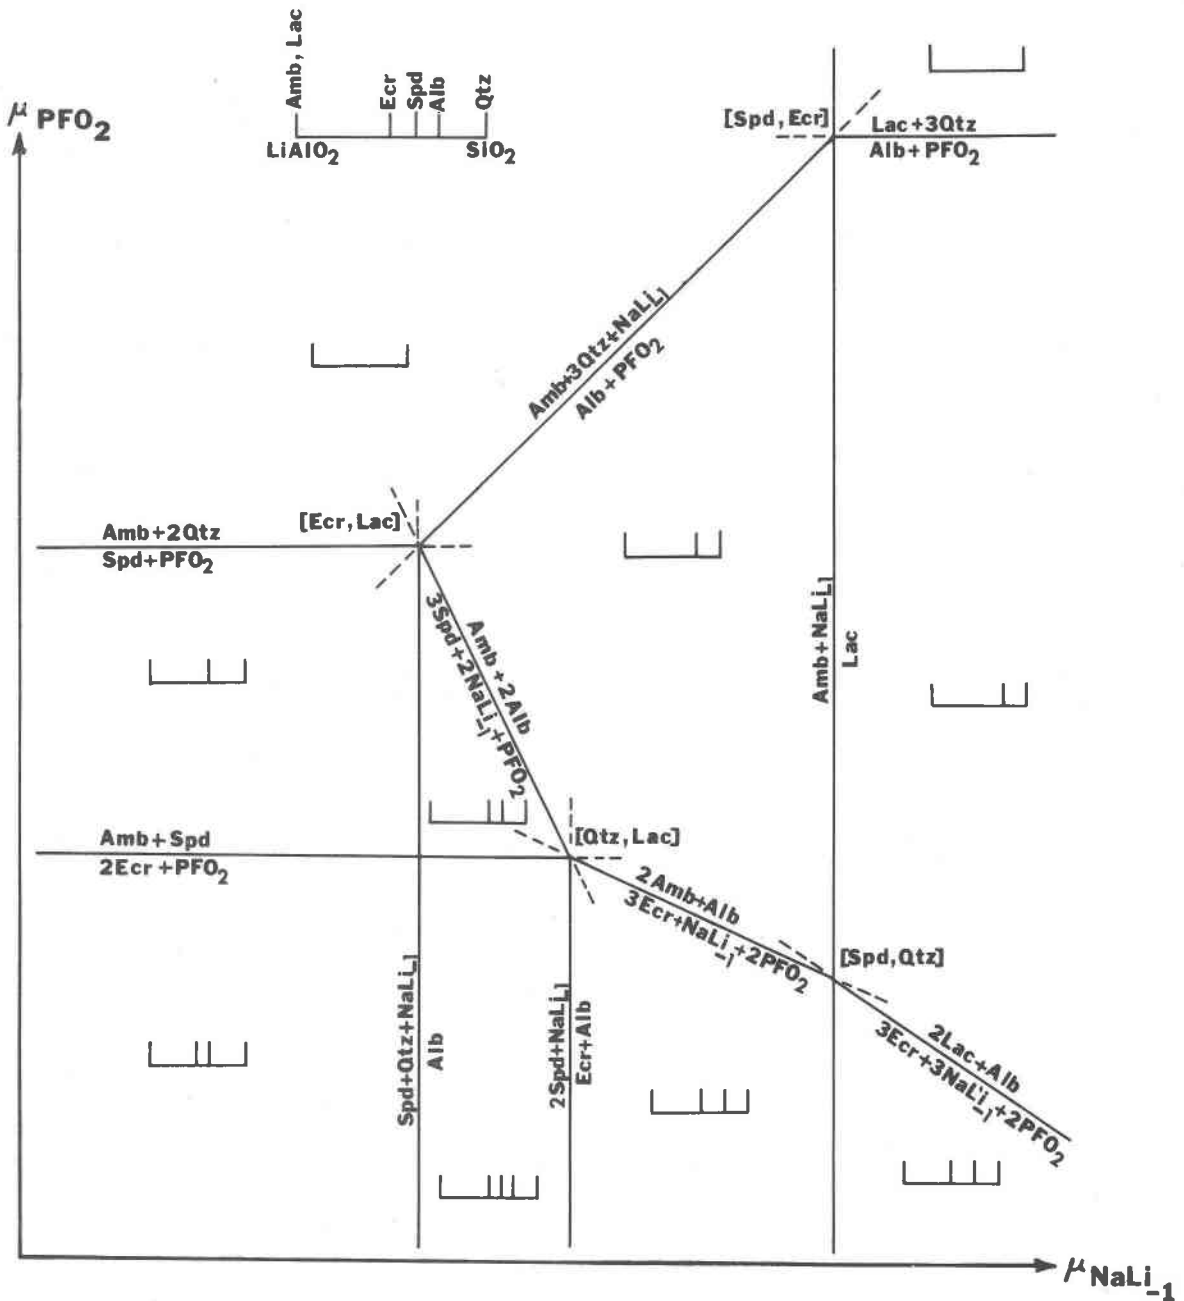 Amb, Lac
Ecr
Spd
Alb
Qtz
LiAlO2
SiO2
μ PFO2
[Spd, Ecr]
Lac+3Qtz
Alb+PFO2
Amb+3Qtz+NaLi-1
Alb+PFO2
[Ecr, Lac]
Amb+2Qtz
Spd+PFO2
Amb+2Alb
3Spd+2NaLi-1+PFO2
Amb+NaLi-1
Lac
Amb+Spd
2Ecr+PFO2
[Qtz, Lac]
2Amb+Alb
3Ecr+NaLi-1+2PFO2
[Spd, Qtz]
Spd+Qtz+NaLi-1
Alb
2Spd+NaLi-1
Ecr+Alb
2Lac+Alb
3Ecr+3NaLi-1+2PFO2
μ NaLi-1